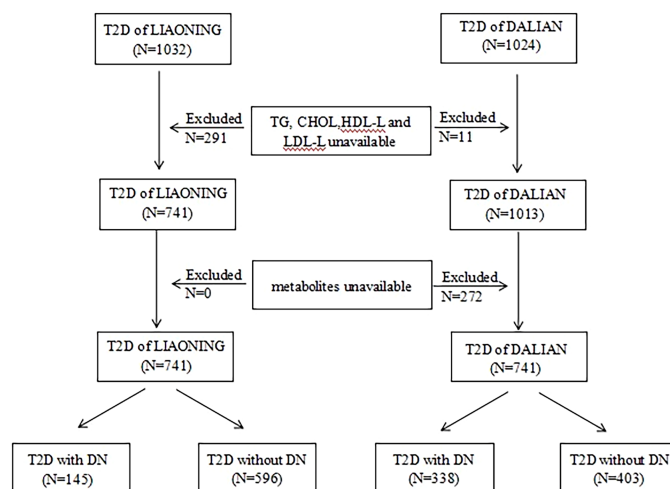 T2D of LIAONING
(N=1032)
T2D of DALIAN
(N=1024)
Excluded
N=291
TG, CHOL,HDL-L and
LDL-L unavailable
Excluded
N=11
T2D of LIAONING
(N=741)
T2D of DALIAN
(N=1013)
Excluded
N=0
metabolites unavailable
Excluded
N=272
T2D of LIAONING
(N=741)
T2D of DALIAN
(N=741)
T2D with DN
(N=145)
T2D without DN
(N=596)
T2D with DN
(N=338)
T2D without DN
(N=403)